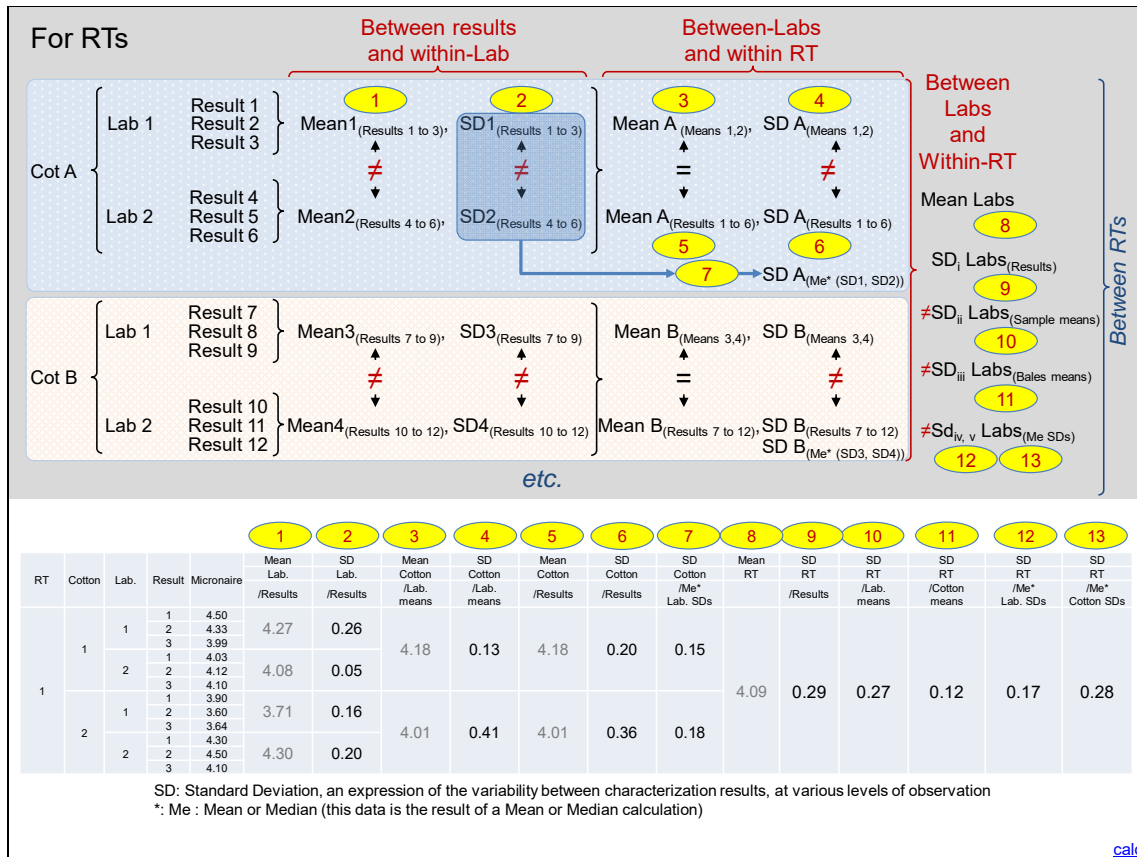 For RTs
Between results
and within-Lab
Between-Labs
and within RT
1
2
3
4
Between
Labs
and
Within-RT
Between RTs
Cot A
Lab 1
Result 1
Result 2
Result 3
Mean1(Results 1 to 3), SD1(Results 1 to 3)
Mean A (Means 1,2), SD A(Means 1,2)
≠ ≠ = ≠
Lab 2
Result 4
Result 5
Result 6
Mean2(Results 4 to 6), SD2(Results 4 to 6)
Mean A(Results 1 to 6), SD A(Results 1 to 6)
5
6
7
SD A(Me* (SD1, SD2))
Cot B
Lab 1
Result 7
Result 8
Result 9
Mean3(Results 7 to 9), SD3(Results 7 to 9)
Mean B(Means 3,4), SD B(Means 3,4)
≠ ≠ = ≠
Lab 2
Result 10
Result 11
Result 12
Mean4(Results 10 to 12), SD4(Results 10 to 12)
Mean B(Results 7 to 12), SD B(Results 7 to 12)
SD B(Me* (SD3, SD4))
Mean Labs
8
SDi Labs(Results)
9
≠SDii Labs(Sample means)
10
≠SDiii Labs(Bales means)
11
≠Sdiv, v Labs(Me SDs)
12 13
etc.
1 2 3 4 5 6 7 8 9 10 11 12 13
RT Cotton Lab. Result Micronaire
Mean Lab. /Results
SD Lab. /Results
Mean Cotton /Lab. means
SD Cotton /Lab. means
Mean Cotton /Results
SD Cotton /Results
SD Cotton /Me* Lab. SDs
Mean RT
SD RT /Results
SD RT /Lab. means
SD RT /Cotton means
SD RT /Me* Lab. SDs
SD RT /Me* Cotton SDs
1 1 1 1 4.50 4.27 0.26 4.18 0.13 4.18 0.20 0.15 4.09 0.29 0.27 0.12 0.17 0.28
2 4.33
3 3.99
2 1 4.03 4.08 0.05
2 4.12
3 4.10
2 1 1 3.90 3.71 0.16 4.01 0.41 4.01 0.36 0.18
2 3.60
3 3.64
2 1 4.30 4.30 0.20
2 4.50
3 4.10
SD: Standard Deviation, an expression of the variability between characterization results, at various levels of observation
*: Me : Mean or Median (this data is the result of a Mean or Median calculation)
calc